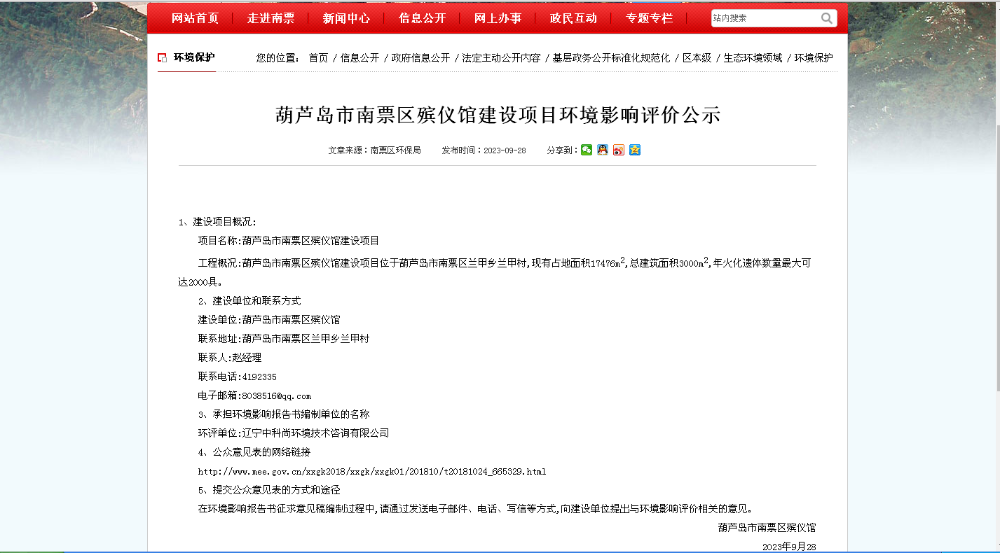 网站首页 走进南票 新闻中心 信息公开 网上办事 政民互动 专题专栏 站内搜索
环境保护 您的位置： 首页 / 信息公开 / 政府信息公开 / 法定主动公开内容 / 基层政务公开标准化规范化 / 区本级 / 生态环境领域 / 环境保护
葫芦岛市南票区殡仪馆建设项目环境影响评价公示
文章来源：南票区环保局 发布时间：2023-09-28 分享到：
1、建设项目概况:
项目名称:葫芦岛市南票区殡仪馆建设项目
工程概况:葫芦岛市南票区殡仪馆建设项目位于葫芦岛市南票区兰甲乡兰甲村,现有占地面积17476m²,总建筑面积3000m²,年火化遗体数量最大可
达2000具。
2、建设单位和联系方式
建设单位:葫芦岛市南票区殡仪馆
联系地址:葫芦岛市南票区兰甲乡兰甲村
联系人:赵经理
联系电话:4192335
电子邮箱:8038516@qq.com
3、承担环境影响报告书编制单位的名称
环评单位:辽宁中科尚环境技术咨询有限公司
4、公众意见表的网络链接
http://www.mee.gov.cn/xxgk2018/xxgk/xxgk01/201810/t20181024_665329.html
5、提交公众意见表的方式和途径
在环境影响报告书征求意见稿编制过程中,请通过发送电子邮件、电话、写信等方式,向建设单位提出与环境影响评价相关的意见。
葫芦岛市南票区殡仪馆
2023年9月28